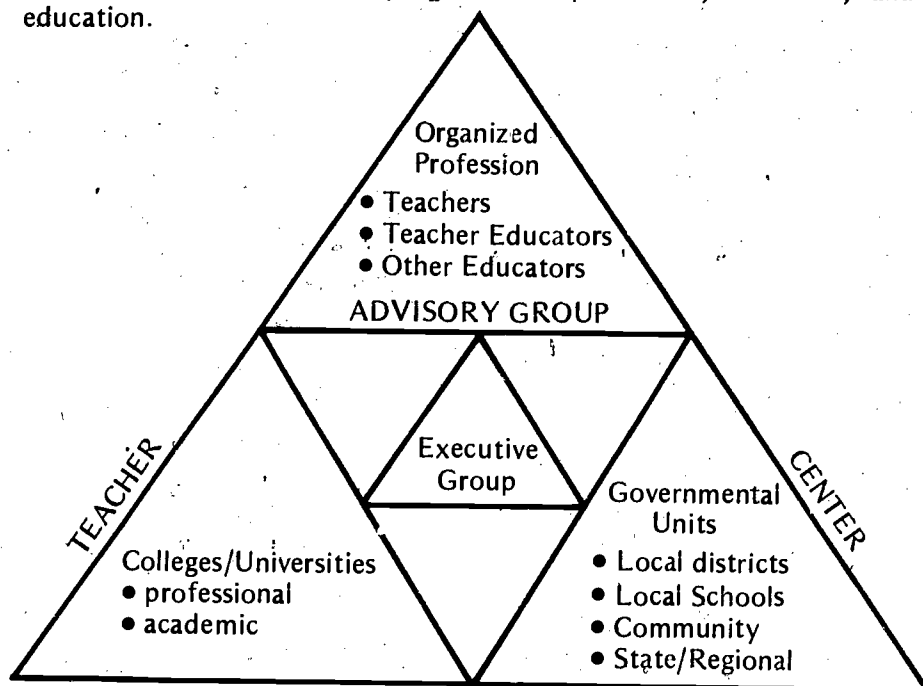 education.
Organized
Profession
• Teachers
• Teacher Educators
• Other Educators
ADVISORY GROUP
Executive
Group
TEACHER
CENTER
Colleges/Universities
• professional
• academic
Governmental
Units
• Local districts
• Local Schools
• Community
• State/Regional